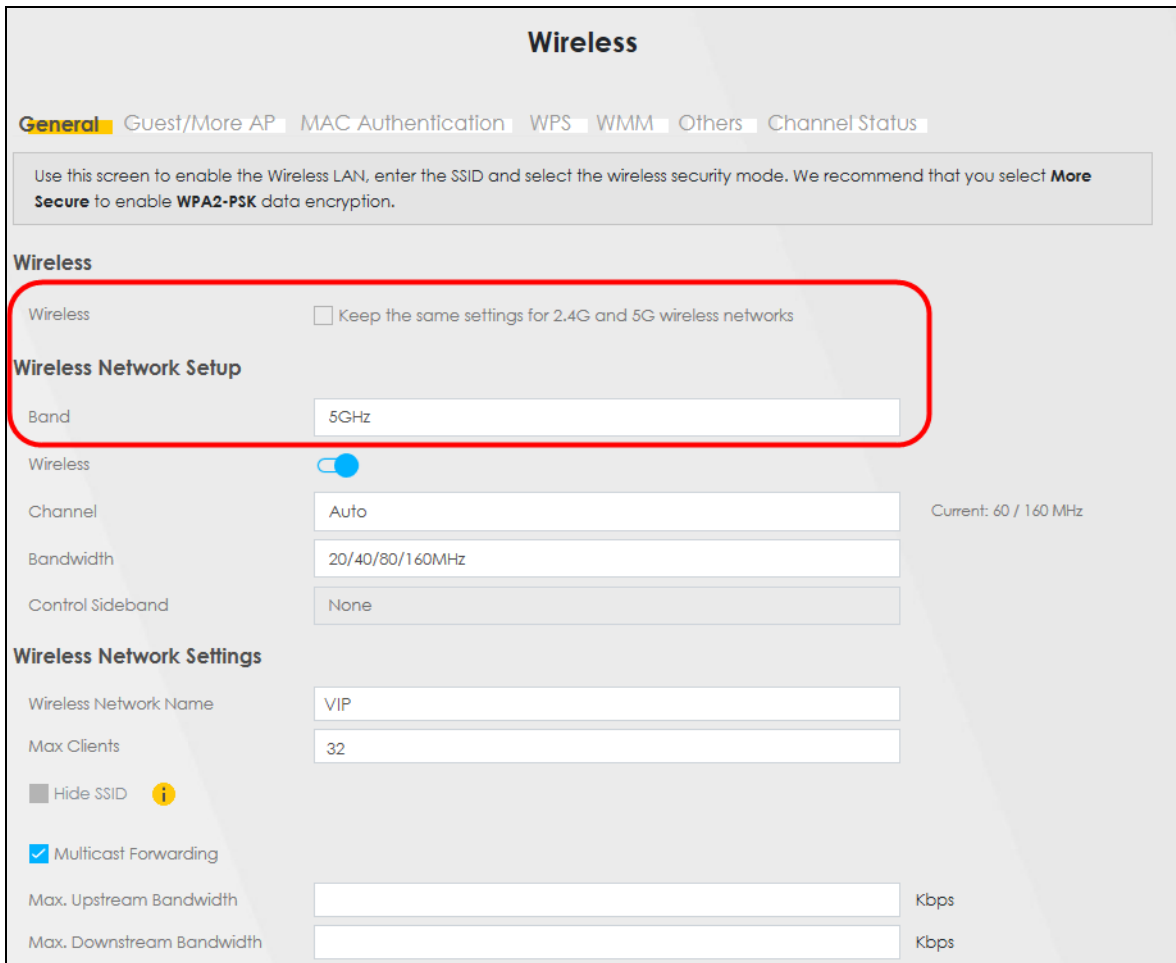 Wireless
General Guest/More AP MAC Authentication WPS WMM Others Channel Status
Use this screen to enable the Wireless LAN, enter the SSID and select the wireless security mode. We recommend that you select More
Secure to enable WPA2-PSK data encryption.
Wireless
Wireless Keep the same settings for 2.4G and 5G wireless networks
Wireless Network Setup
Band 5GHz
Wireless
Channel Auto Current: 60 / 160 MHz
Bandwidth 20/40/80/160MHz
Control Sideband None
Wireless Network Settings
Wireless Network Name VIP
Max Clients 32
Hide SSID i
Multicast Forwarding
Max. Upstream Bandwidth Kbps
Max. Downstream Bandwidth Kbps